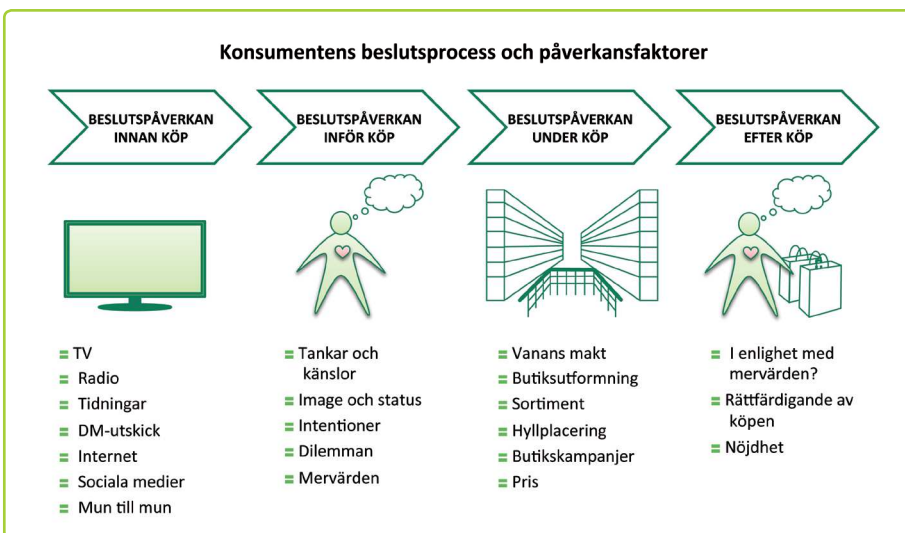 Konsumentens beslutsprocess och påverkansfaktorer
BESLUTSPÅVERKAN
INNAN KÖP
BESLUTSPÅVERKAN
INFÖR KÖP
BESLUTSPÅVERKAN
UNDER KÖP
BESLUTSPÅVERKAN
EFTER KÖP
= TV
= Radio
= Tidningar
= DM-utskick
= Internet
= Sociala medier
= Mun till mun
= Tankar och
känslor
= Image och status
= Intentioner
= Dilemman
= Mervärden
= Vanans makt
= Butiksutformning
= Sortiment
= Hyllplacering
= Butikskampanjer
= Pris
= I enlighet med
mervärden?
= Rättfärdigande av
köpen
= Nöjdhet